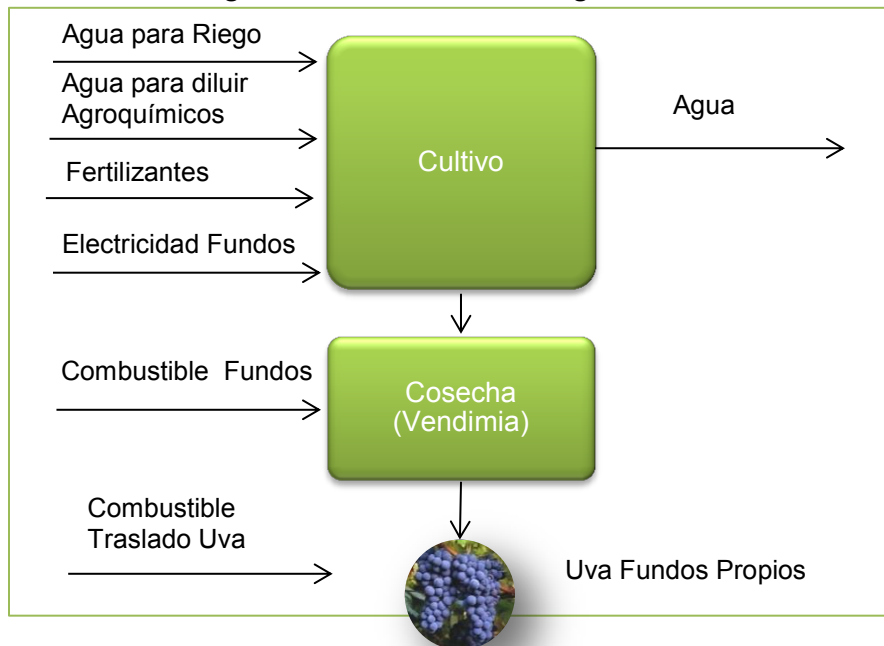 Agua para Riego
Agua para diluir
Agroquímicos
Fertilizantes
Electricidad Fundos
Cultivo
Agua
Combustible Fundos
Cosecha
(Vendimia)
Combustible
Traslado Uva
Uva Fundos Propios